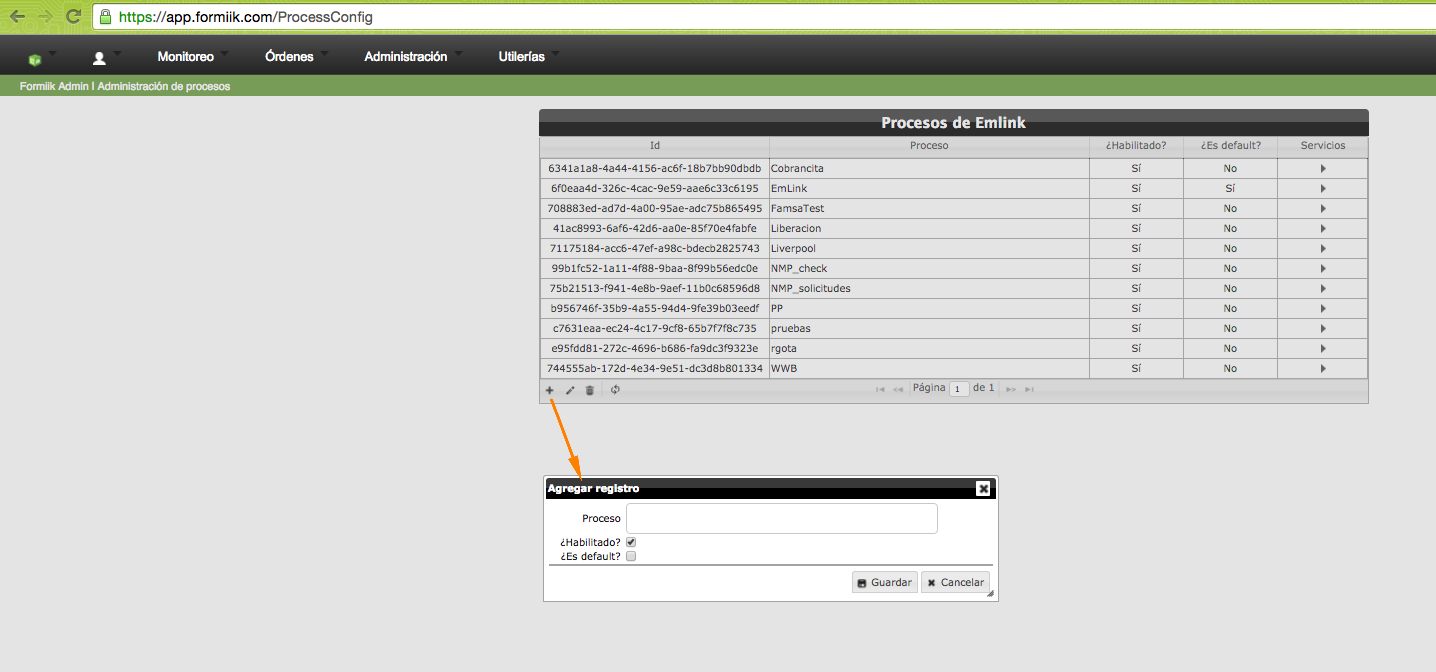 https://app.formiik.com/ProcessConfig
Monitoreo Órdenes Administración Utilerías
Formiik Admin | Administración de procesos
Procesos de Emlink
Id Proceso ¿Habilitado? ¿Es default? Servicios
6341a1a8-4a44-4156-ac6f-18b7bb90dbdb Cobrancita Sí No
6f0eaa4d-326c-4cac-9e59-aae6c33c6195 EmLink Sí Sí
708883ed-ad7d-4a00-95ae-adc75b865495 FamsaTest Sí No
41ac8993-6af6-42d6-aa0e-85f70e4fabfe Liberacion Sí No
71175184-acc6-47ef-a98c-bdecb2825743 Liverpool Sí No
99b1fc52-1a11-4f88-9baa-8f99b56edc0e NMP_check Sí No
75b21513-f941-4e8b-9aef-11b0c68596d8 NMP_solicitudes Sí No
b956746f-35b9-4a55-94d4-9fe39b03eedf PP Sí No
c7631eaa-ec24-4c17-9cf8-65b7f7f8c735 pruebas Sí No
e95fdd81-272c-4696-b686-fa9dc3f9323e rgota Sí No
744555ab-172d-4e34-9e51-dc3d8b801334 WWB Sí No
Página 1 de 1
Agregar registro
Proceso
¿Habilitado?
¿Es default?
Guardar Cancelar